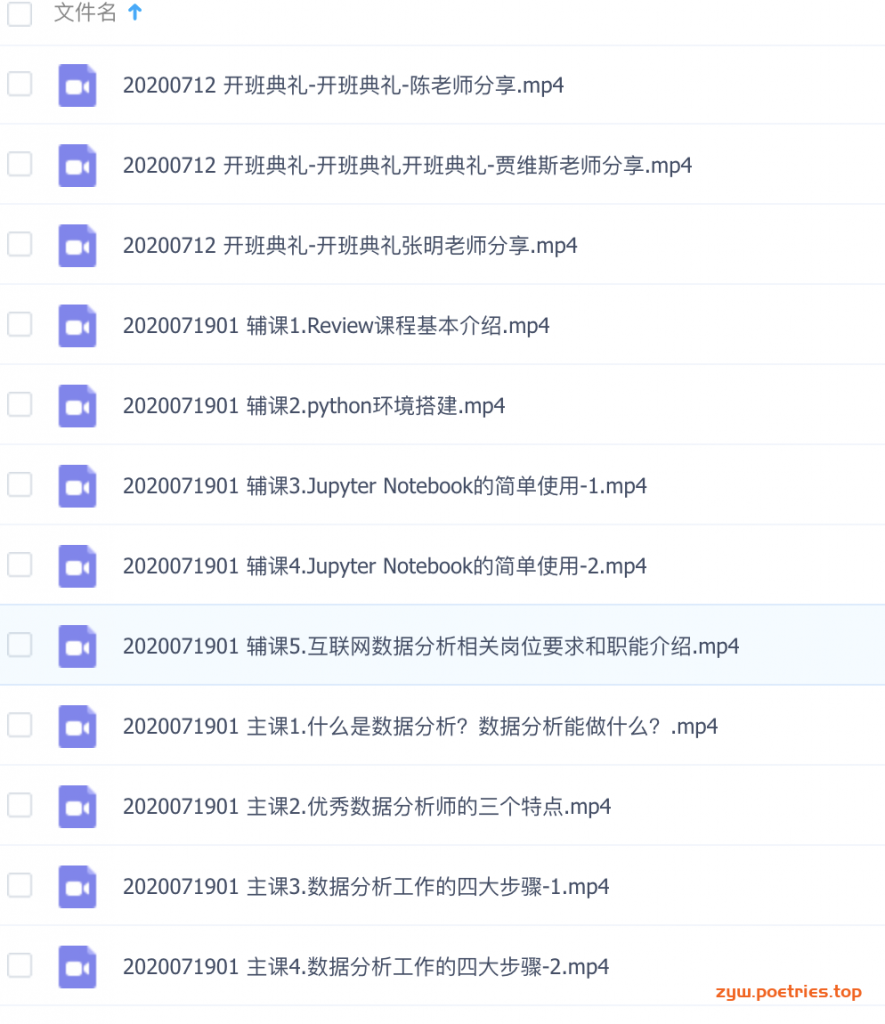 文件名
20200712 开班典礼-开班典礼-陈老师分享.mp4
20200712 开班典礼-开班典礼开班典礼-贾维斯老师分享.mp4
20200712 开班典礼-开班典礼张明老师分享.mp4
2020071901 辅课1.Review课程基本介绍.mp4
2020071901 辅课2.python环境搭建.mp4
2020071901 辅课3.Jupyter Notebook的简单使用-1.mp4
2020071901 辅课4.Jupyter Notebook的简单使用-2.mp4
2020071901 辅课5.互联网数据分析相关岗位要求和职能介绍.mp4
2020071901 主课1.什么是数据分析？数据分析能做什么？.mp4
2020071901 主课2.优秀数据分析师的三个特点.mp4
2020071901 主课3.数据分析工作的四大步骤-1.mp4
2020071901 主课4.数据分析工作的四大步骤-2.mp4
zyw.poetries.top